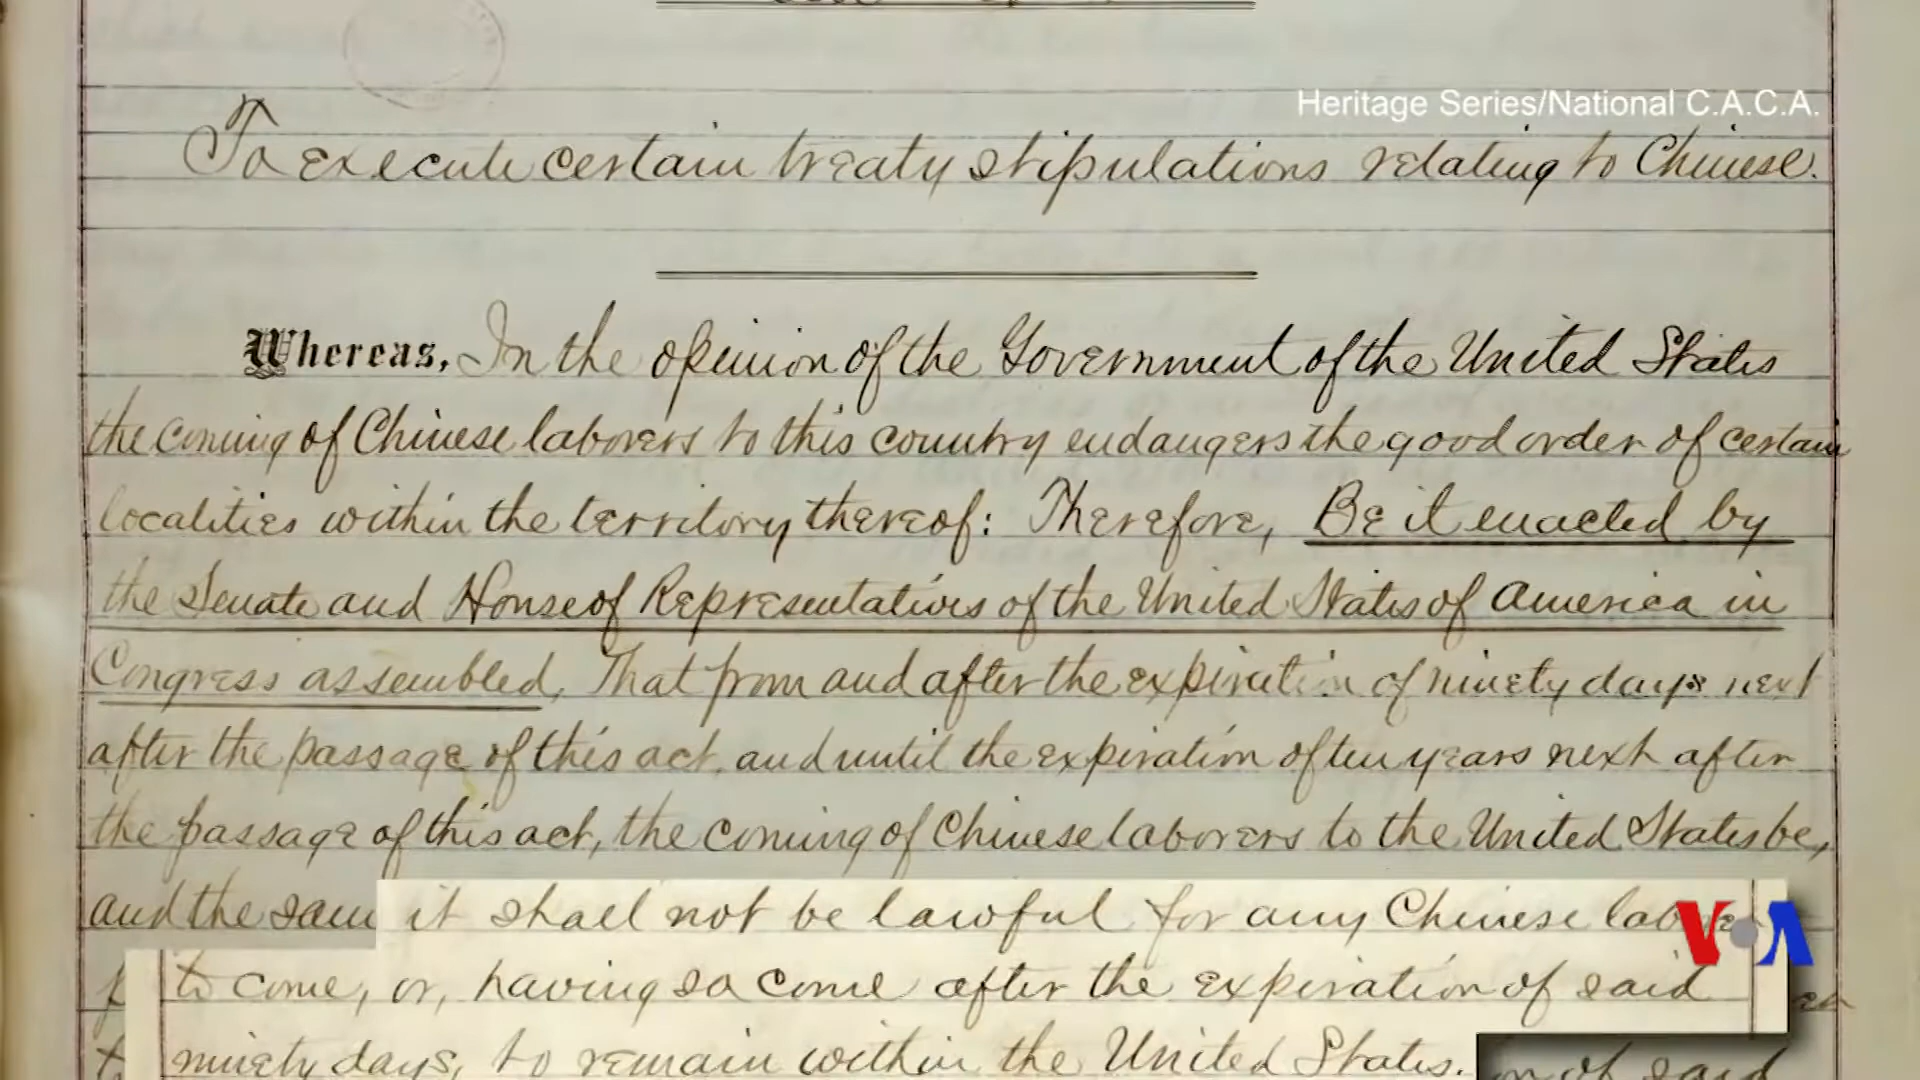 Heritage Series/National C.A.C.A.
To execute certain treaty stipulations relating to Chinese.
Whereas, In the opinion of the Government of the United States
the coming of Chinese laborers to this country endangers the good order of certain
localities within the territory thereof: Therefore, Be it enacted by
the Senate and House of Representatives of the United States of America in
Congress assembled, That from and after the expiration of ninety days next
after the passage of this act, and until the expiration of ten years next after
the passage of this act, the coming of Chinese laborers to the United States be,
and the sam it shall not be lawful for any Chinese labore
VOA
to come, or, having so come after the expiration of said
ninety days, to remain within the United States.
of said